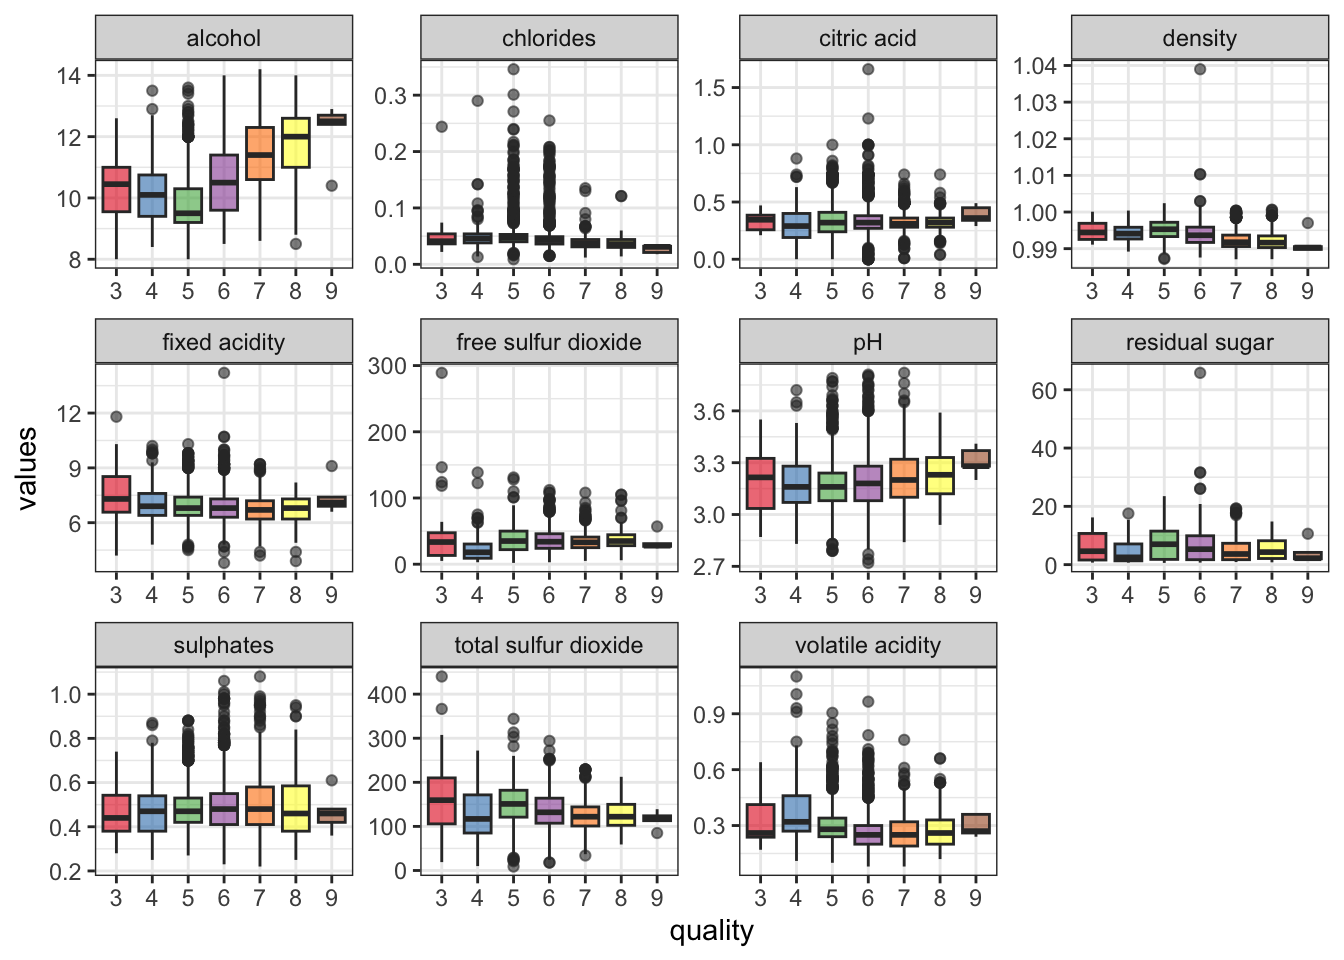 alcohol
chlorides
citric acid
density
14
12
10
8
0.3
0.2
0.1
0.0
1.5
1.0
0.5
0.0
1.04
1.03
1.02
1.01
1.00
0.99
3 4 5 6 7 8 9
3 4 5 6 7 8 9
3 4 5 6 7 8 9
3 4 5 6 7 8 9
fixed acidity
free sulfur dioxide
pH
residual sugar
12
9
6
300
200
100
0
3.6
3.3
3.0
2.7
60
40
20
0
3 4 5 6 7 8 9
3 4 5 6 7 8 9
3 4 5 6 7 8 9
3 4 5 6 7 8 9
values
sulphates
total sulfur dioxide
volatile acidity
1.0
0.8
0.6
0.4
0.2
400
300
200
100
0
0.9
0.6
0.3
3 4 5 6 7 8 9
3 4 5 6 7 8 9
3 4 5 6 7 8 9
quality